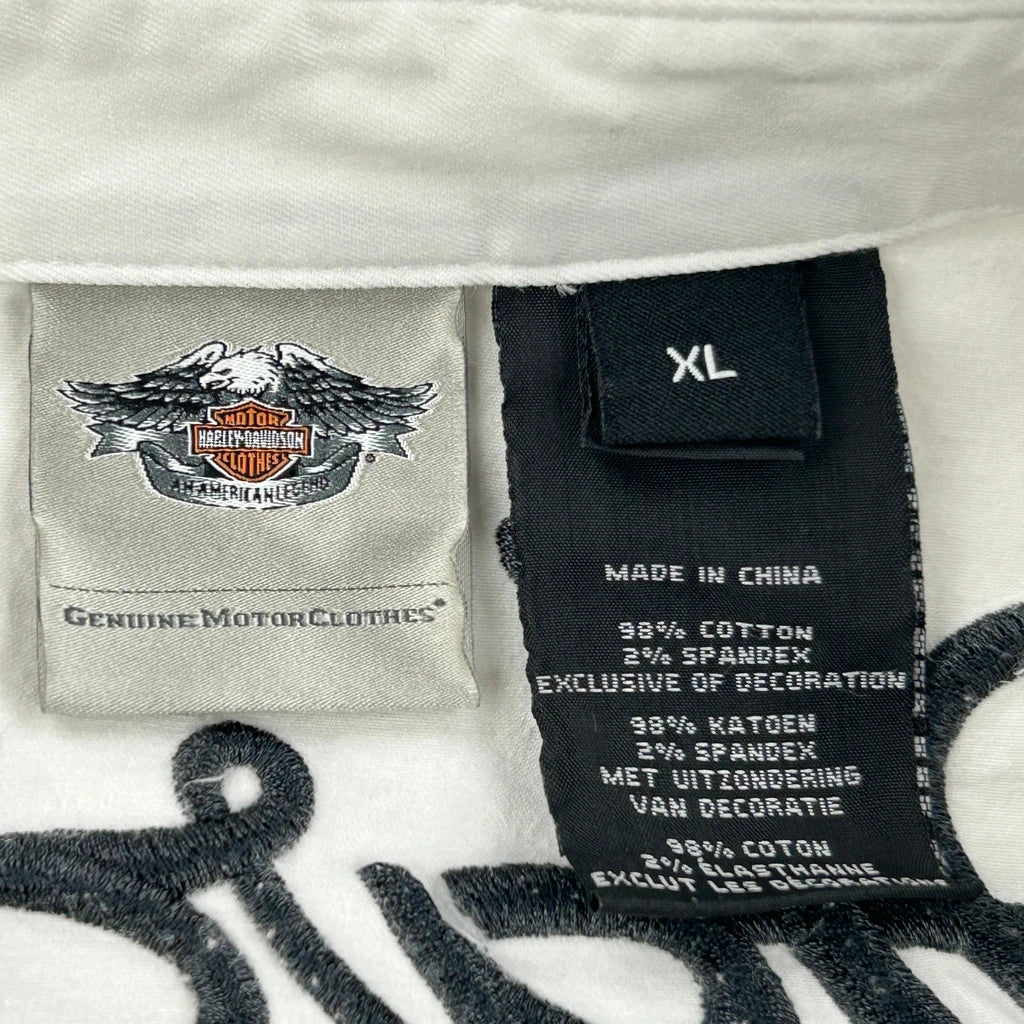 MOTOR
HARLEY-DAVIDSON
CLOTHES
®
AN AMERICAN LEGEND
GENUINE MOTORCLOTHES®
XL
MADE IN CHINA
98% COTTON
2% SPANDEX
EXCLUSIVE OF DECORATION
98% KATOEN
2% SPANDEX
MET UITZONDERING
VAN DECORATIE
98% COTON
2% ÉLASTHANNE
EXCLUT LES DÉCORATIONS